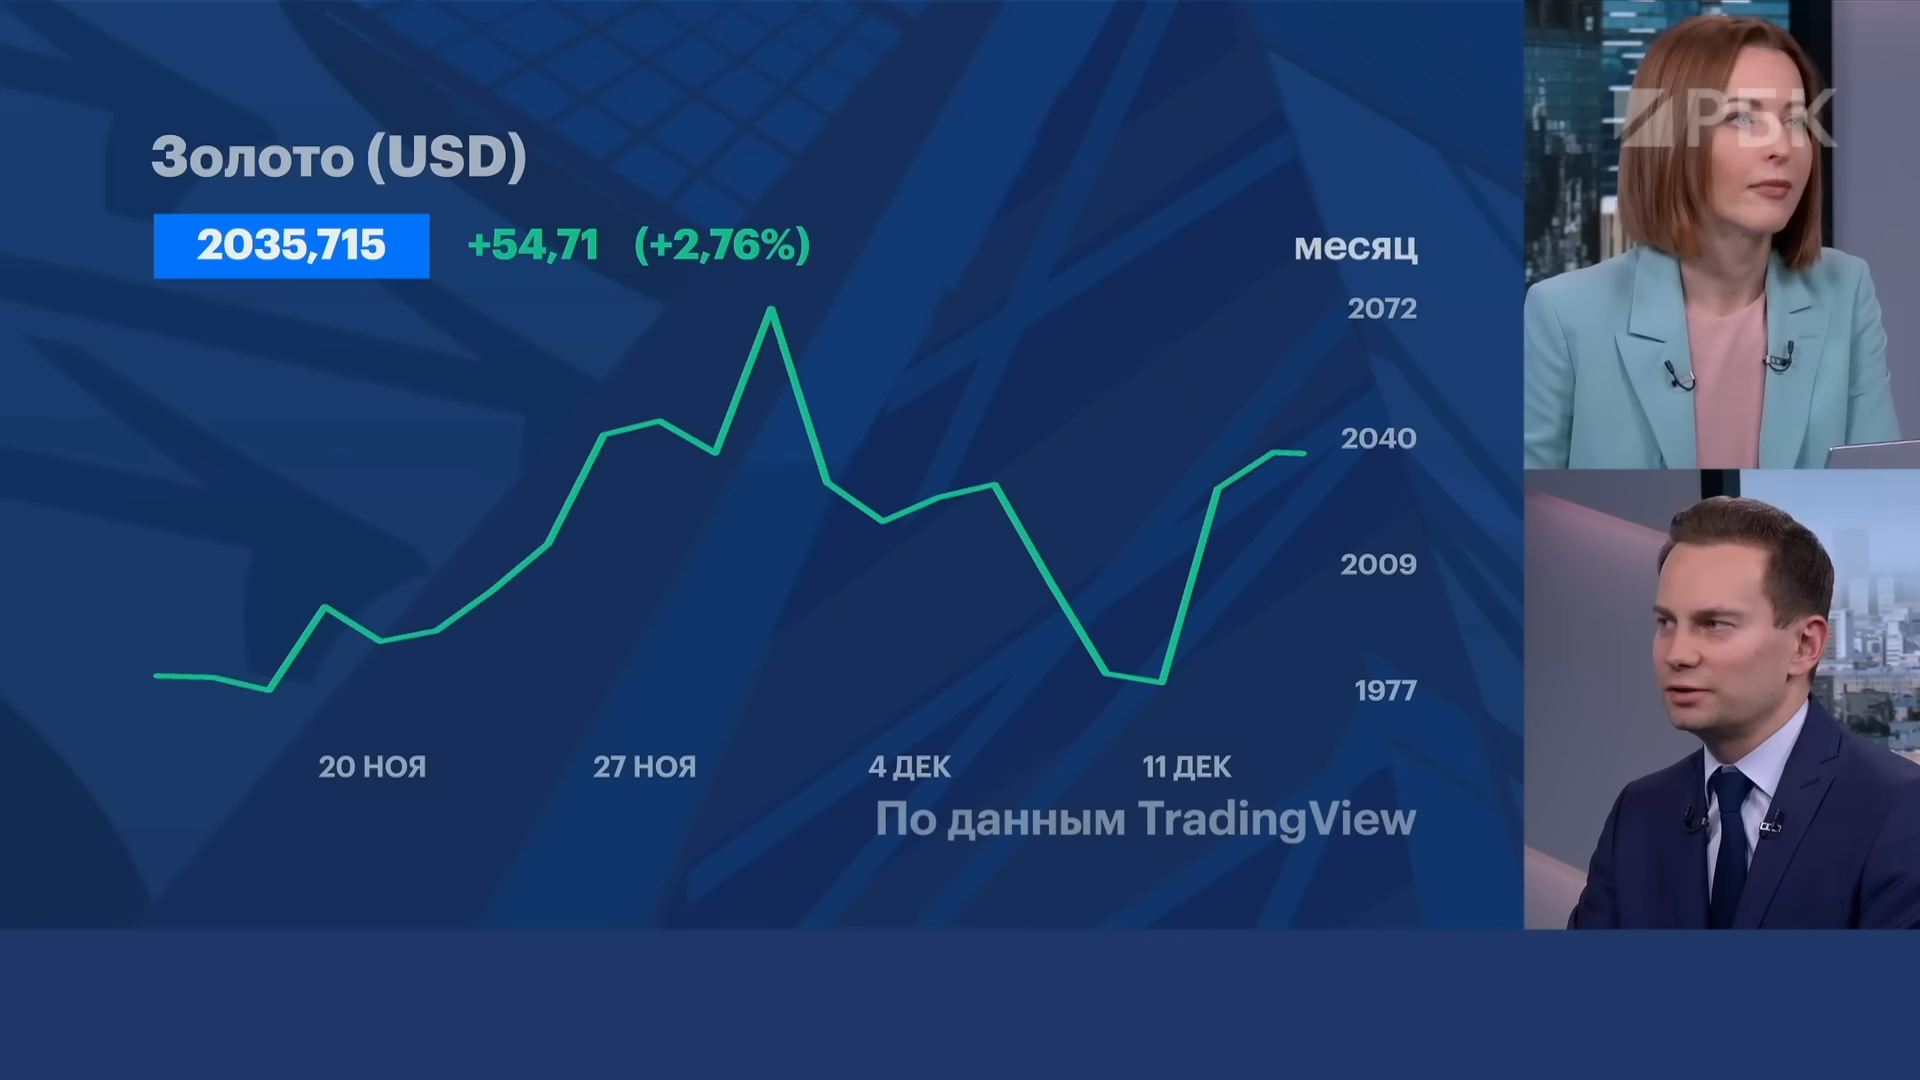 Золото (USD)
2035,715 +54,71 (+2,76%)
месяц
2072
2040
2009
1977
20 НОЯ 27 НОЯ 4 ДЕК 11 ДЕК
По данным TradingView
РБК